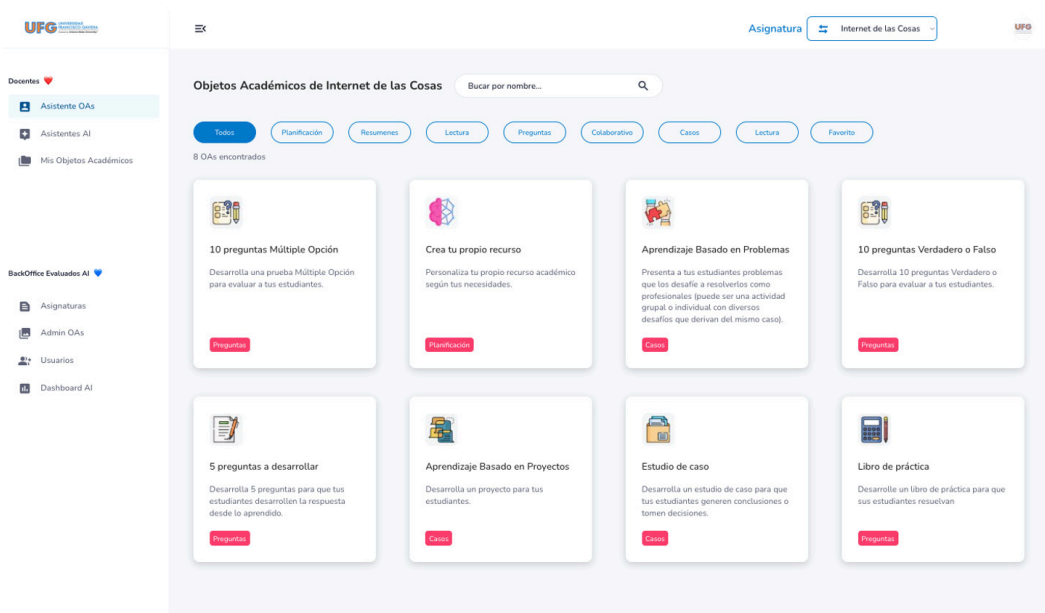 UFG UNIVERSIDAD
FRANCISCO GAVIDIA
Asignatura
Internet de las Cosas
UFG
Docentes
Asistente OAs
Asistentes AI
Mis Objetos Académicos
BackOffice Evaluados AI
Asignaturas
Admin OAs
Usuarios
Dashboard AI
Objetos Académicos de Internet de las Cosas
Bucar por nombre...
Todos
Planificación
Resumenes
Lectura
Preguntas
Colaborativo
Casos
Lectura
Favorito
8 OAs encontrados
10 preguntas Múltiple Opción
Desarrolla una prueba Múltiple Opción
para evaluar a tus estudiantes.
Preguntas
Crea tu propio recurso
Personaliza tu propio recurso académico
según tus necesidades.
Planificación
Aprendizaje Basado en Problemas
Presenta a tus estudiantes problemas
que los desafíe a resolverlos como
profesionales (puede ser una actividad
grupal o individual con diversos
desafíos que derivan del mismo caso).
Casos
10 preguntas Verdadero o Falso
Desarrolla 10 preguntas Verdadero o
Falso para evaluar a tus estudiantes.
Preguntas
5 preguntas a desarrollar
Desarrolla 5 preguntas para que tus
estudiantes desarrollen la respuesta
desde lo aprendido.
Preguntas
Aprendizaje Basado en Proyectos
Desarrolla un proyecto para tus
estudiantes.
Casos
Estudio de caso
Desarrolla un estudio de caso para que
tus estudiantes generen conclusiones o
tomen decisiones.
Casos
Libro de práctica
Desarrolle un libro de práctica para que
sus estudiantes resuelvan
Preguntas